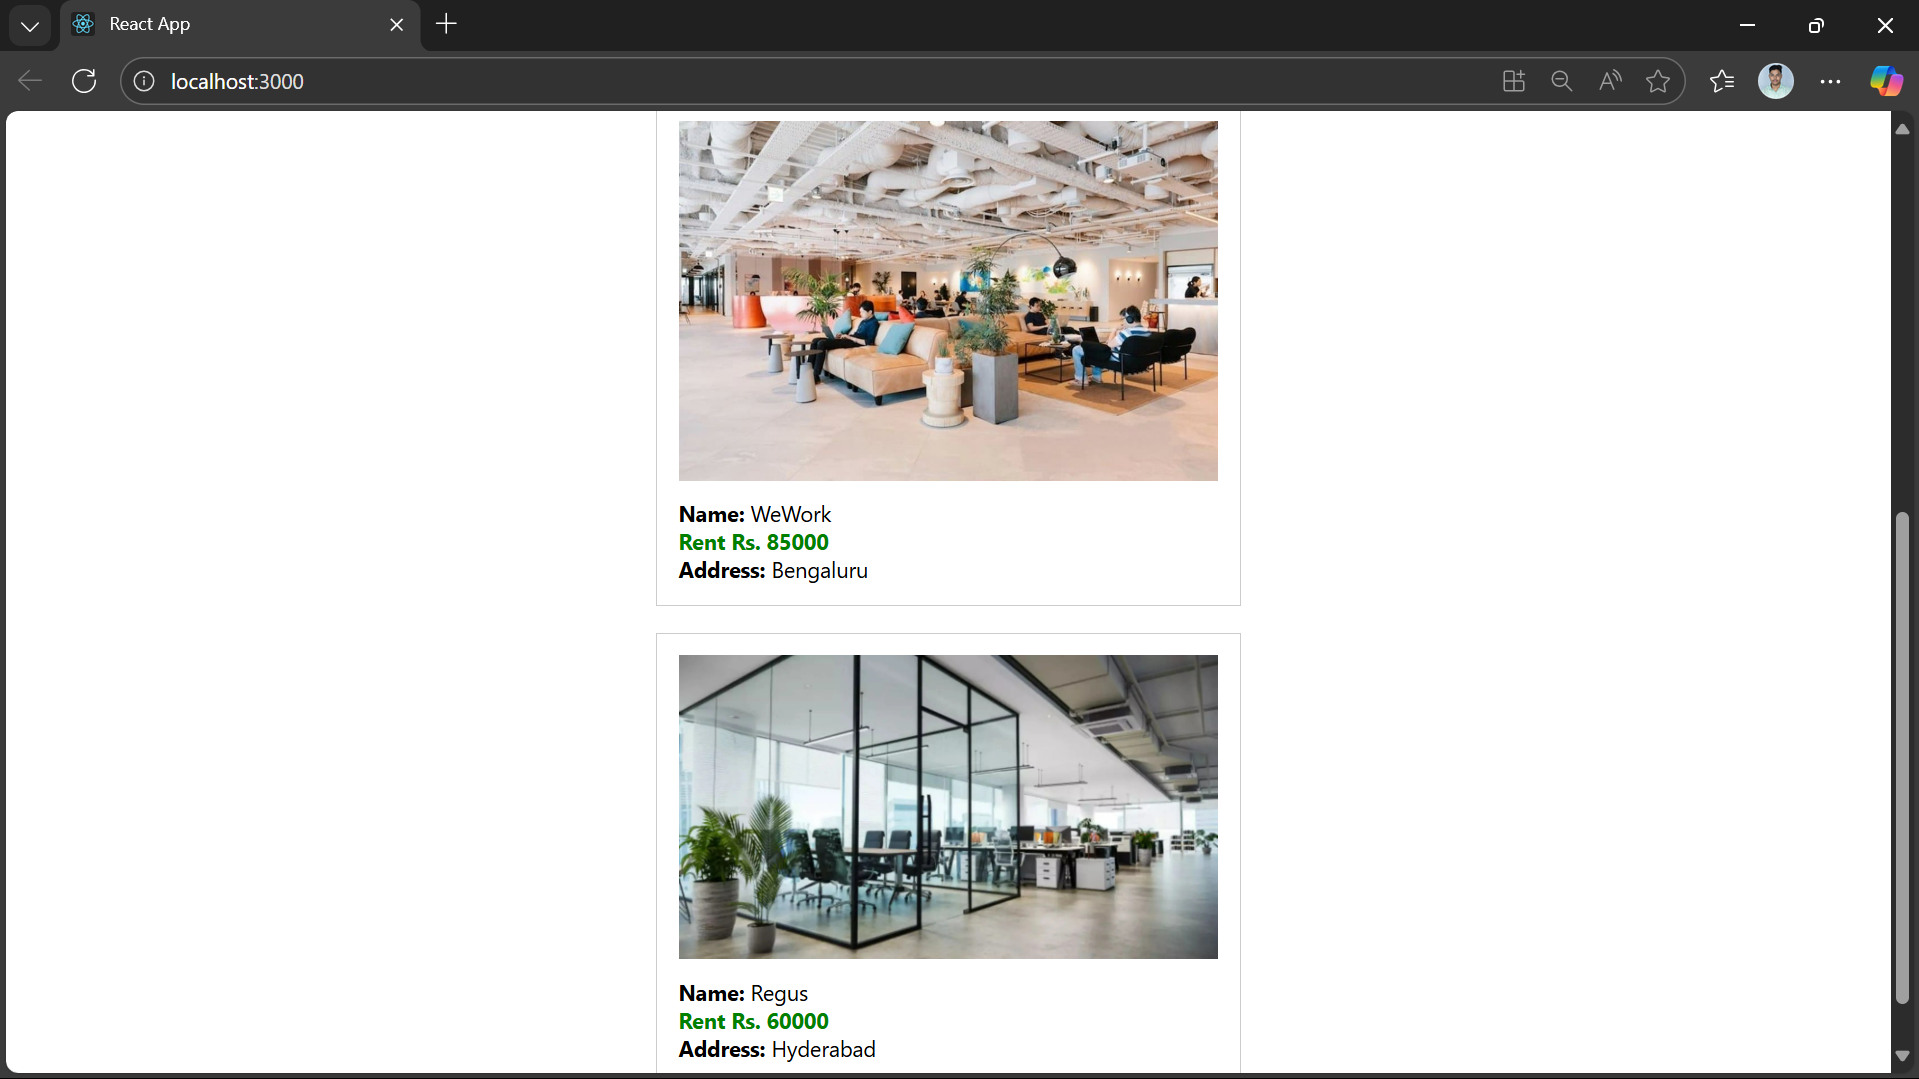 React App
localhost:3000
Name: WeWork
Rent Rs. 85000
Address: Bengaluru
Name: Regus
Rent Rs. 60000
Address: Hyderabad